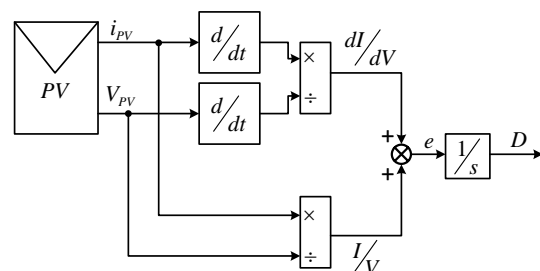 i_PV
d/dt
×
÷
dI/dV
PV
V_PV
d/dt
+
+
e
1/s
D
×
÷
I/V